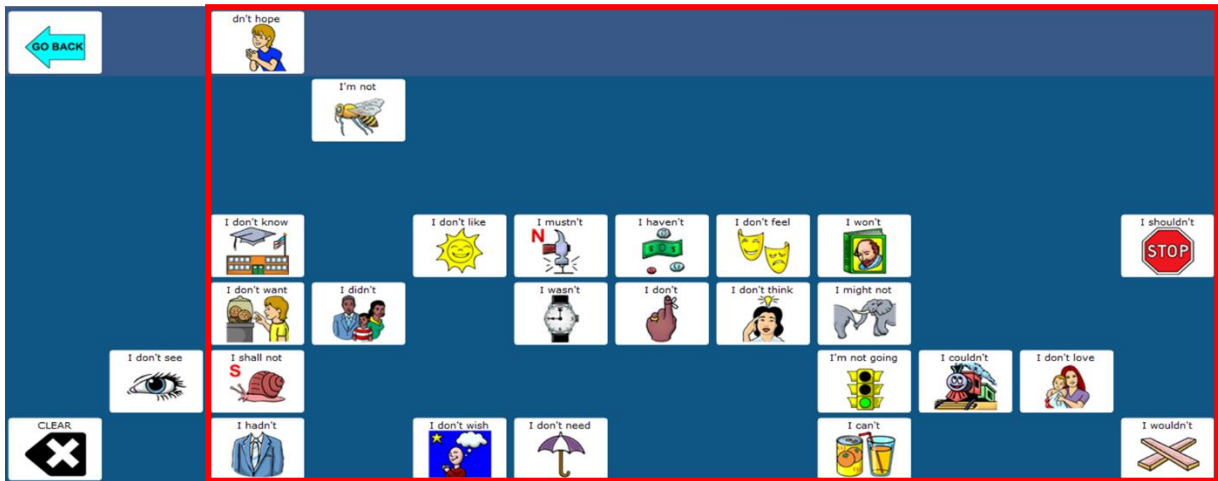 GO BACK
dn't hope
I'm not
I don't know
I don't like
I mustn't
N
I haven't
I don't feel
I won't
I shouldn't
STOP
I don't want
I didn't
I wasn't
I don't
I don't think
I might not
I don't see
I shall not
S
I'm not going
I couldn't
I don't love
CLEAR
I hadn't
I don't wish
I don't need
I can't
I wouldn't